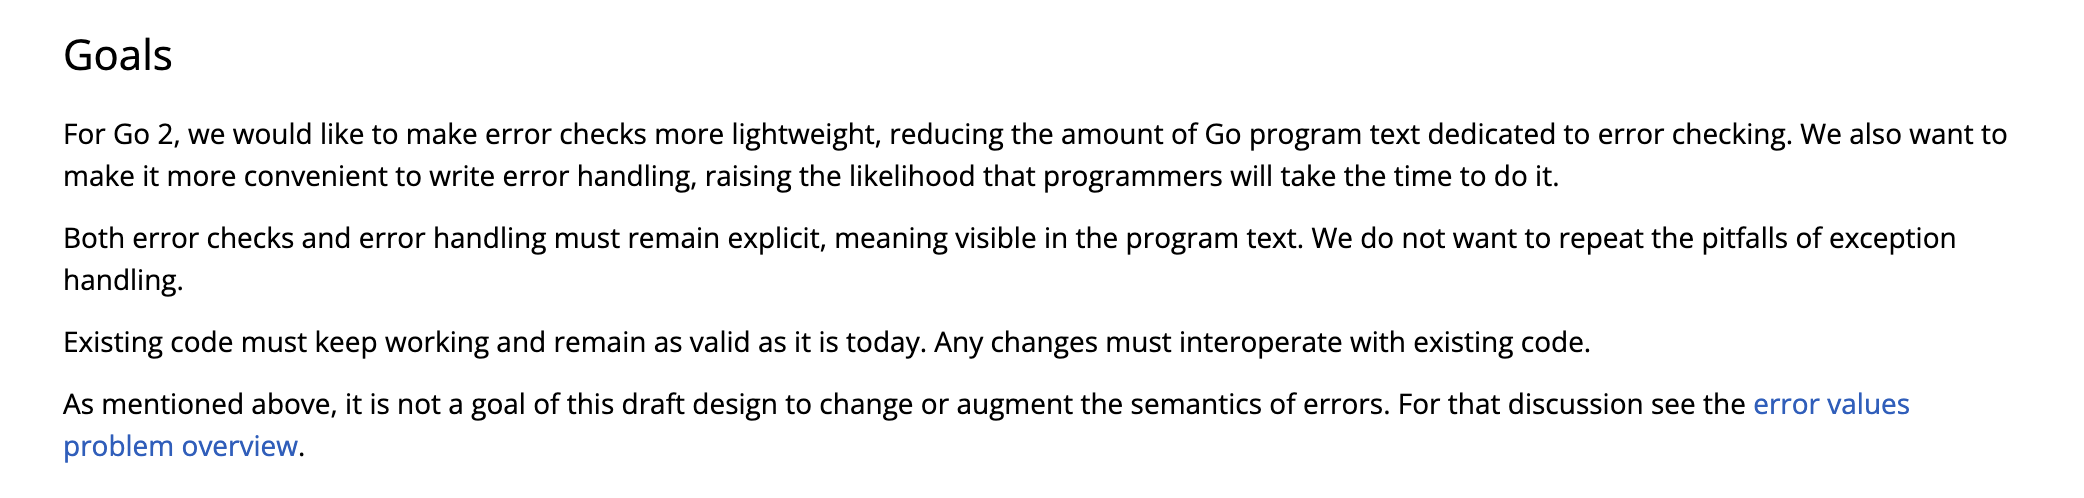 Goals
For Go 2, we would like to make error checks more lightweight, reducing the amount of Go program text dedicated to error checking. We also want to
make it more convenient to write error handling, raising the likelihood that programmers will take the time to do it.
Both error checks and error handling must remain explicit, meaning visible in the program text. We do not want to repeat the pitfalls of exception
handling.
Existing code must keep working and remain as valid as it is today. Any changes must interoperate with existing code.
As mentioned above, it is not a goal of this draft design to change or augment the semantics of errors. For that discussion see the error values
problem overview.